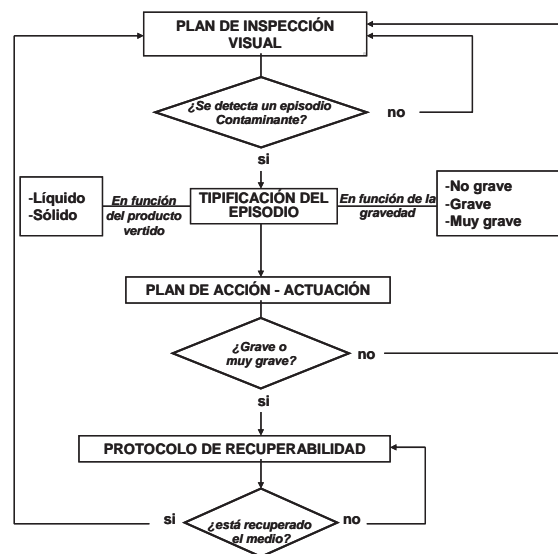 PLAN DE INSPECCIÓN
VISUAL
¿Se detecta un episodio
Contaminante?
no
si
-Líquido
-Sólido
En función
del producto
vertido
TIPIFICACIÓN DEL
EPISODIO
En función de la
gravedad
-No grave
-Grave
-Muy grave
PLAN DE ACCIÓN - ACTUACIÓN
¿Grave o
muy grave?
no
si
PROTOCOLO DE RECUPERABILIDAD
si
¿está recuperado
el medio?
no